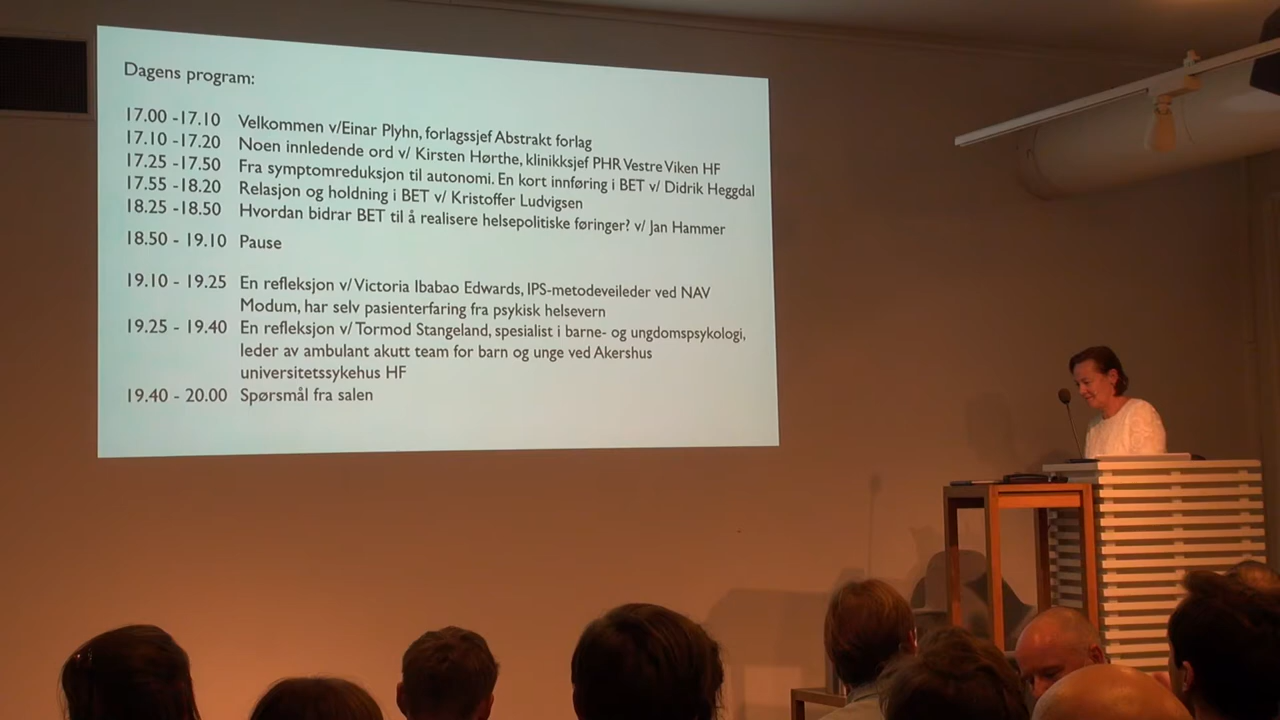 Dagens program:
17.00 -17.10 Velkommen v/Einar Plyhn, forlagssjef Abstrakt forlag
17.10 -17.20 Noen innledende ord v/ Kirsten Hørthe, klinikksjef PHR Vestre Viken HF
17.25 -17.50 Fra symptomreduksjon til autonomi. En kort innføring i BET v/ Didrik Heggdal
17.55 -18.20 Relasjon og holdning i BET v/ Kristoffer Ludvigsen
18.25 -18.50 Hvordan bidrar BET til å realisere helsepolitiske føringer? v/ Jan Hammer
18.50 - 19.10 Pause
19.10 - 19.25 En refleksjon v/ Victoria Ibabao Edwards, IPS-metodeveileder ved NAV
Modum, har selv pasienterfaring fra psykisk helsevern
19.25 - 19.40 En refleksjon v/ Tormod Stangeland, spesialist i barne- og ungdomspsykologi,
leder av ambulant akutt team for barn og unge ved Akershus
universitetssykehus HF
19.40 - 20.00 Spørsmål fra salen